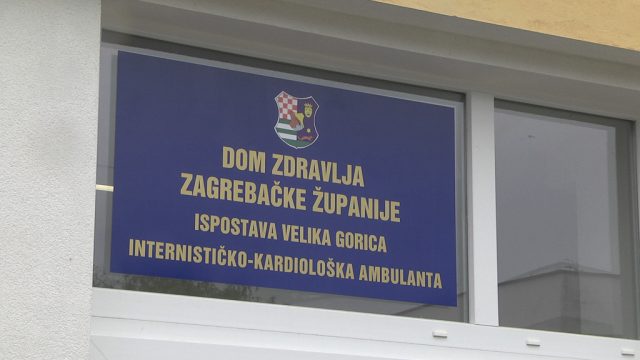 DOM ZDRAVLJA
ZAGREBAČKE ŽUPANIJE
ISPOSTAVA VELIKA GORICA
INTERNISTIČKO-KARDIOLOŠKA AMBULANTA